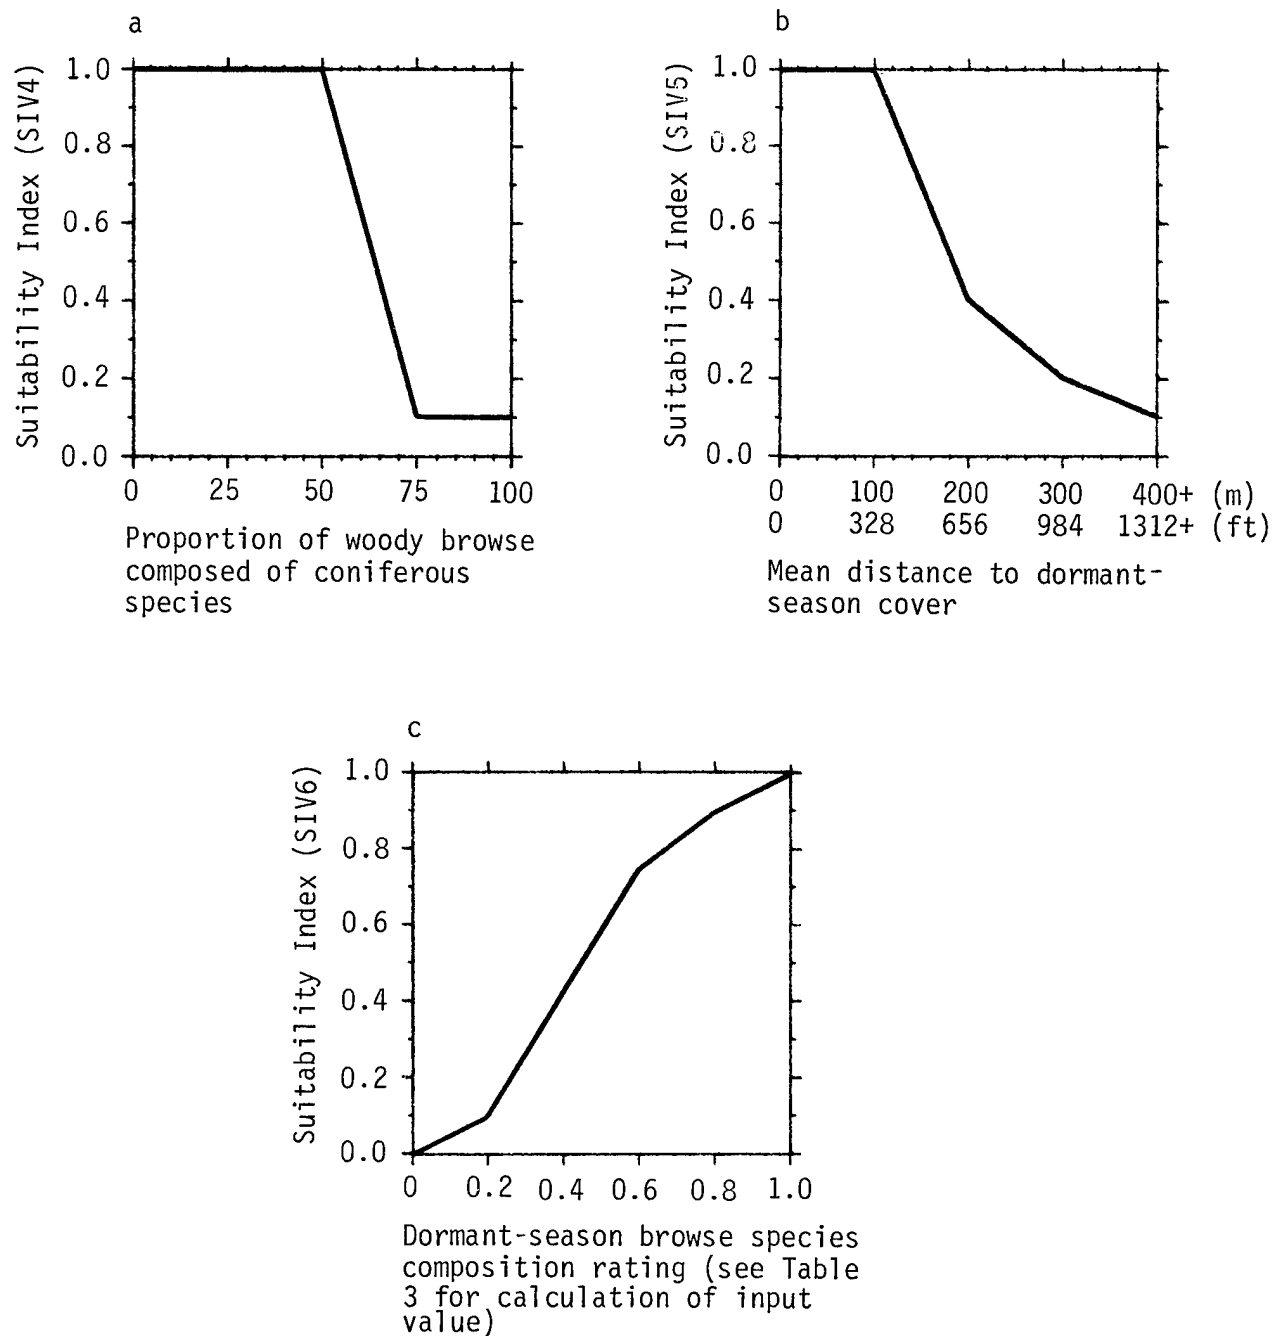 a
Suitability Index (SIV4)
1.0
0.8
0.6
0.4
0.2
0.0
0 25 50 75 100
Proportion of woody browse
composed of coniferous
species
b
Suitability Index (SIV5)
1.0
0.8
0.6
0.4
0.2
0.0
0 100 200 300 400+ (m)
0 328 656 984 1312+ (ft)
Mean distance to dormant-
season cover
c
Suitability Index (SIV6)
1.0
0.8
0.6
0.4
0.2
0.0
0 0.2 0.4 0.6 0.8 1.0
Dormant-season browse species
composition rating (see Table
3 for calculation of input
value)